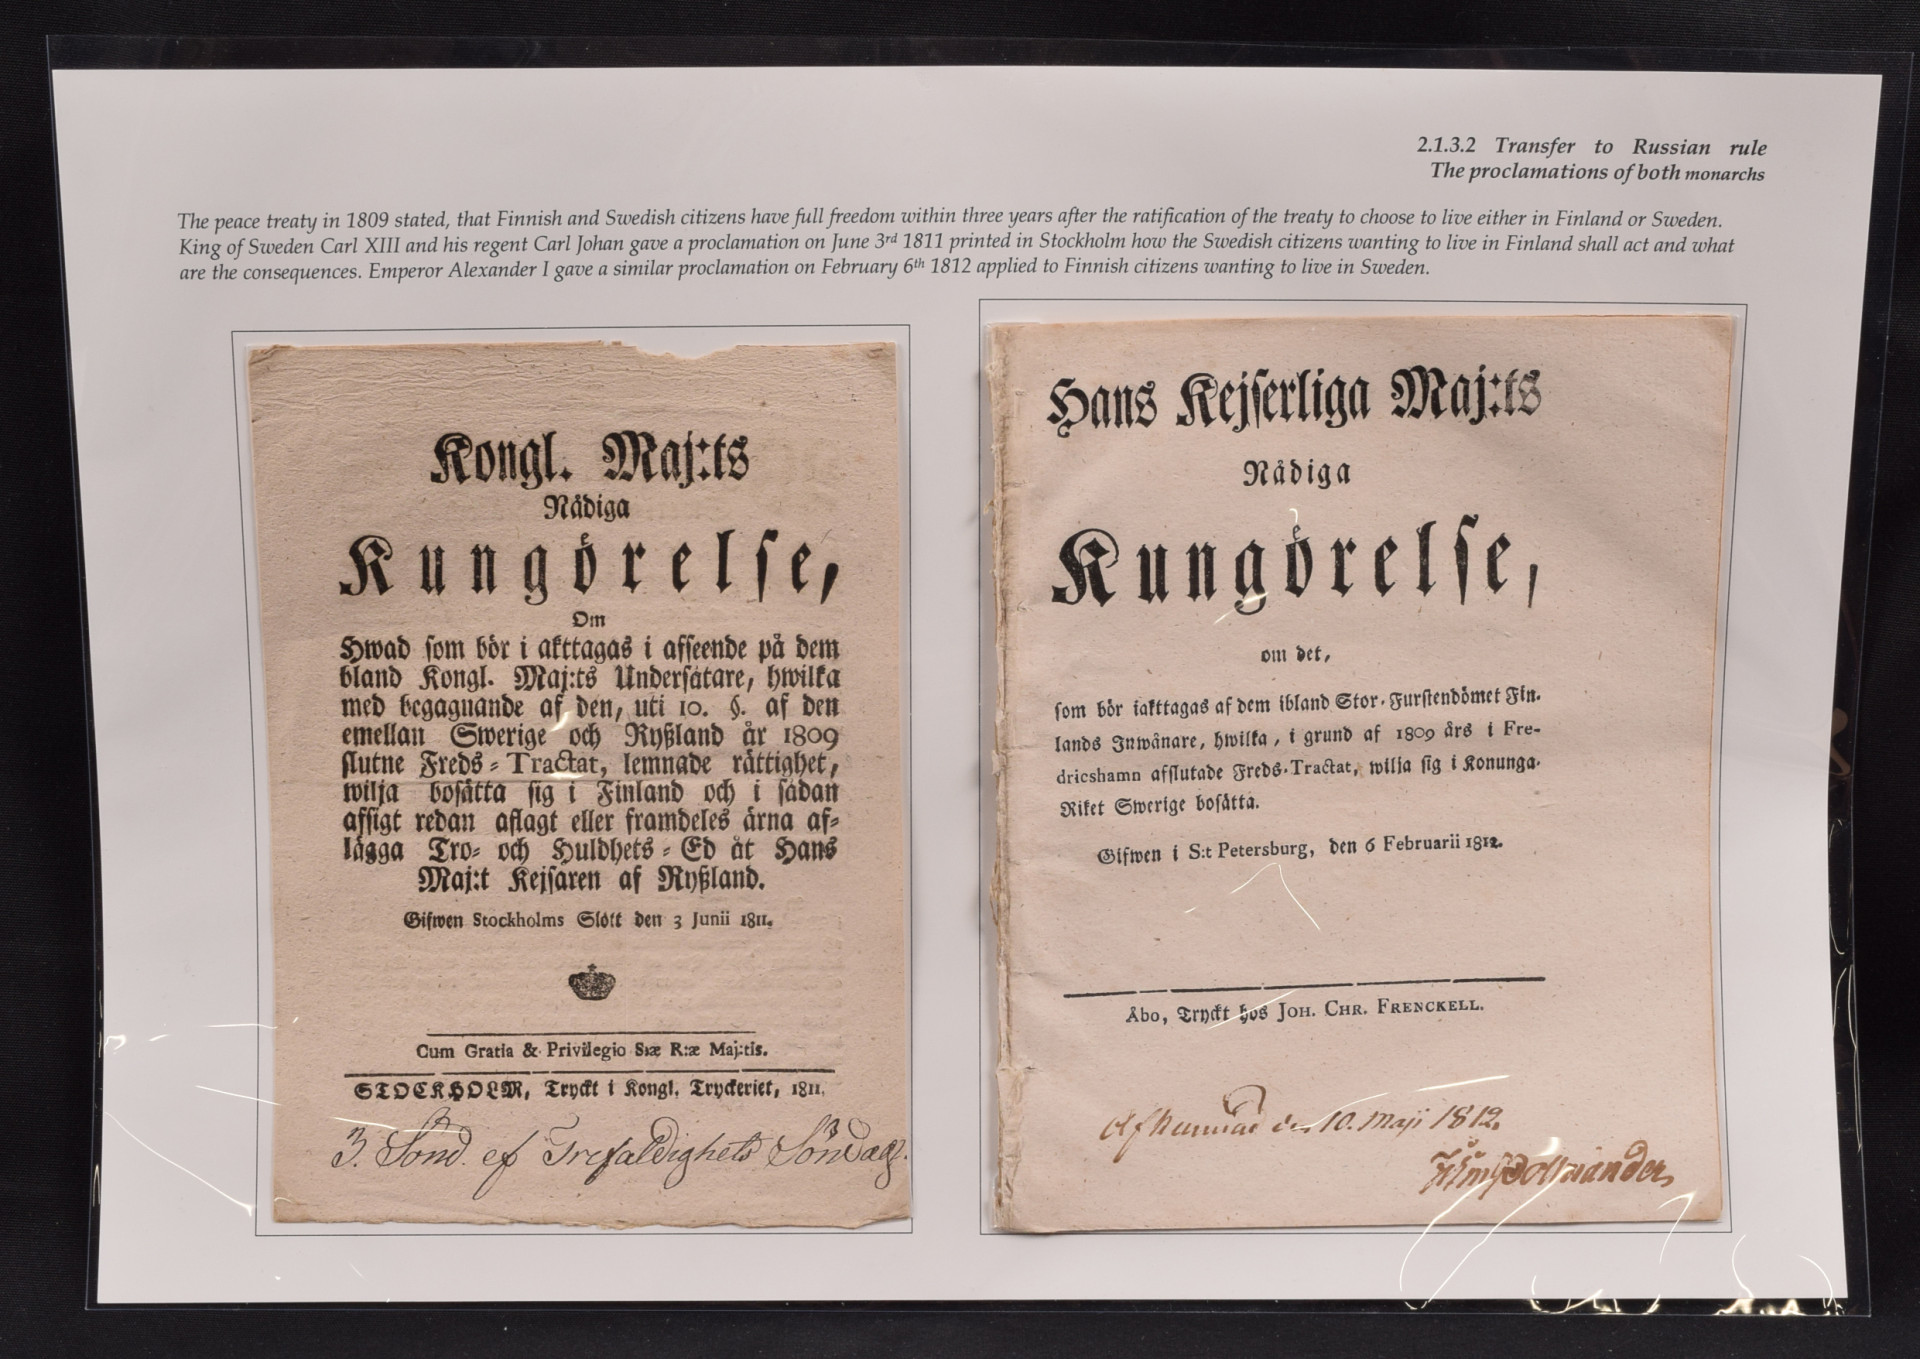 2.1.3.2 Transfer to Russian rule
The proclamations of both monarchs
The peace treaty in 1809 stated, that Finnish and Swedish citizens have full freedom within three years after the ratification of the treaty to choose to live either in Finland or Sweden.
King of Sweden Carl XIII and his regent Carl Johan gave a proclamation on June 3rd 1811 printed in Stockholm how the Swedish citizens wanting to live in Finland shall act and what
are the consequences. Emperor Alexander I gave a similar proclamation on February 6th 1812 applied to Finnish citizens wanting to live in Sweden.
Kongl. Maj:ts
Nådiga
Kungörelse,
Om
Hwad som bör i akttagas i afseende på dem
bland Kongl. Maj:ts Undersåtare, hwilka
med begagnande af den, uti 10. §. af den
emellan Swerige och Ryßland år 1809
slutne Freds-Tractat, lemnade rättighet,
wilja bosätta sig i Finland och i sådan
afsigt redan aflagt eller framdeles ärna af-
lägga Tro- och Huldhets-Ed åt Hans
Maj:t Kejsaren af Ryßland.
Gifwen Stockholms Slott den 3 Junii 1811.
Cum Gratia & Privilegio S:æ R:æ Maj:tis.
STOCKHOLM, Tryckt i Kongl. Tryckeriet, 1811.
3. Sönd. ef Trefaldighets Söndag.
Hans Kejserliga Maj:ts
Nådiga
Kungörelse,
om det,
som bör iakttagas af dem ibland Stor-Furstendömet Fin-
lands Inwånare, hwilka, i grund af 1809 års i Fre-
dricshamn afslutade Freds-Tractat, wilja sig i Konunga-
Riket Swerige bosätta.
Gifwen i S:t Petersburg, den 6 Februarii 1812.
Åbo, Tryckt hos JOH. CHR. FRENCKELL.
den 10. Maji 1812.